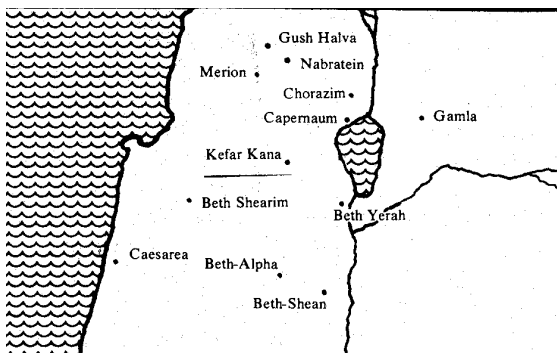 Gush Halva
Nabratein
Merion
Chorazim
Capernaum
Gamla
Kefar Kana
Beth Shearim
Beth Yerah
Caesarea
Beth-Alpha
Beth-Shean